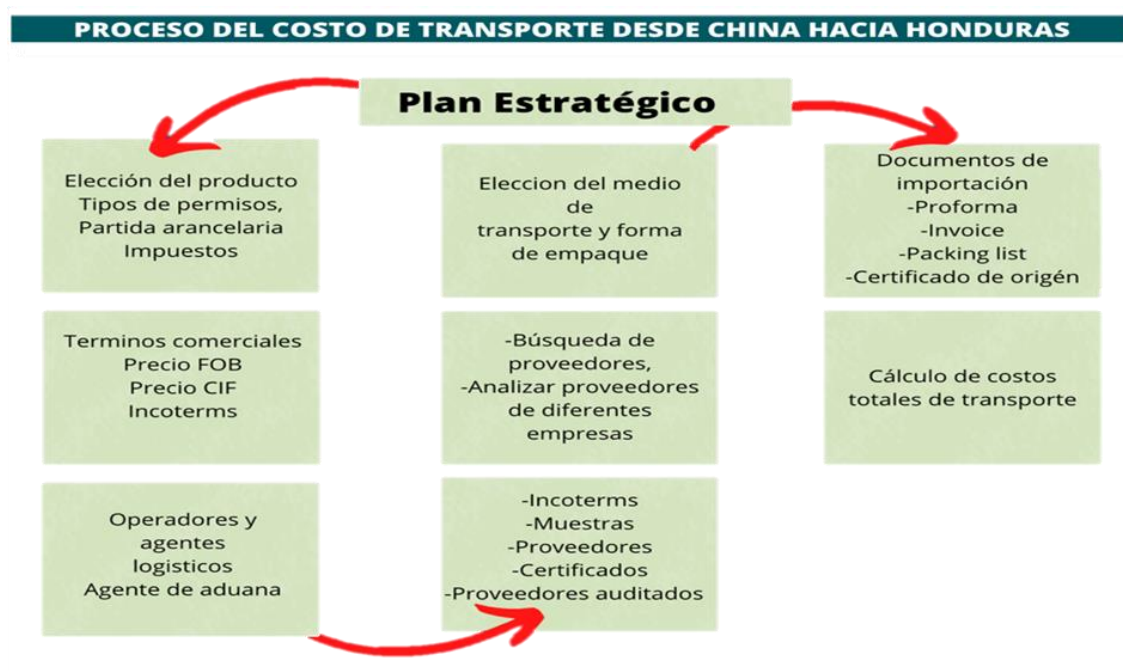 PROCESO DEL COSTO DE TRANSPORTE DESDE CHINA HACIA HONDURAS
Plan Estratégico
Elección del producto
Tipos de permisos,
Partida arancelaria
Impuestos
Terminos comerciales
Precio FOB
Precio CIF
Incoterms
Operadores y
agentes
logisticos
Agente de aduana
Eleccion del medio
de
transporte y forma
de empaque
-Búsqueda de
proveedores,
-Analizar proveedores
de diferentes
empresas
-Incoterms
-Muestras
-Proveedores
-Certificados
-Proveedores auditados
Documentos de
importación
-Proforma
-Invoice
-Packing list
-Certificado de origén
Cálculo de costos
totales de transporte